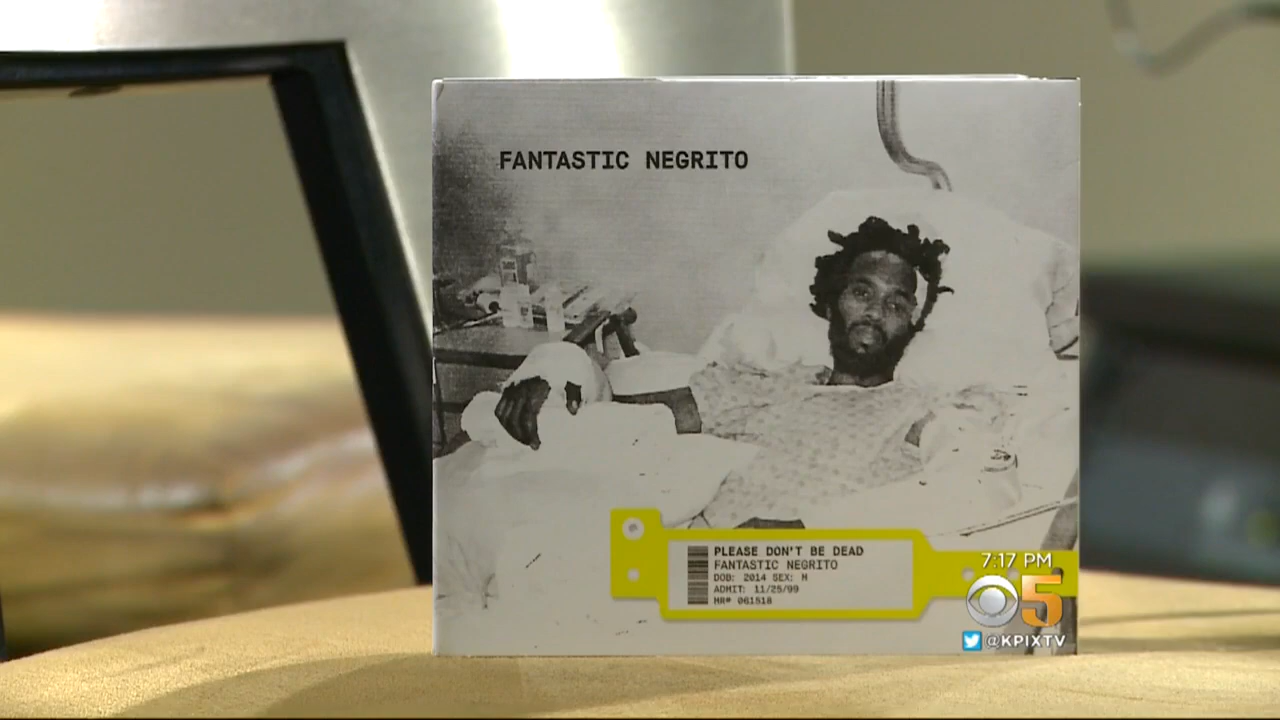 FANTASTIC NEGRITO
PLEASE DON'T BE DEAD
FANTASTIC NEGRITO
DOB: 2014 SEX: M
ADMIT: 11/25/99
MR# 061518
7:17 PM
5
@KPIXTV